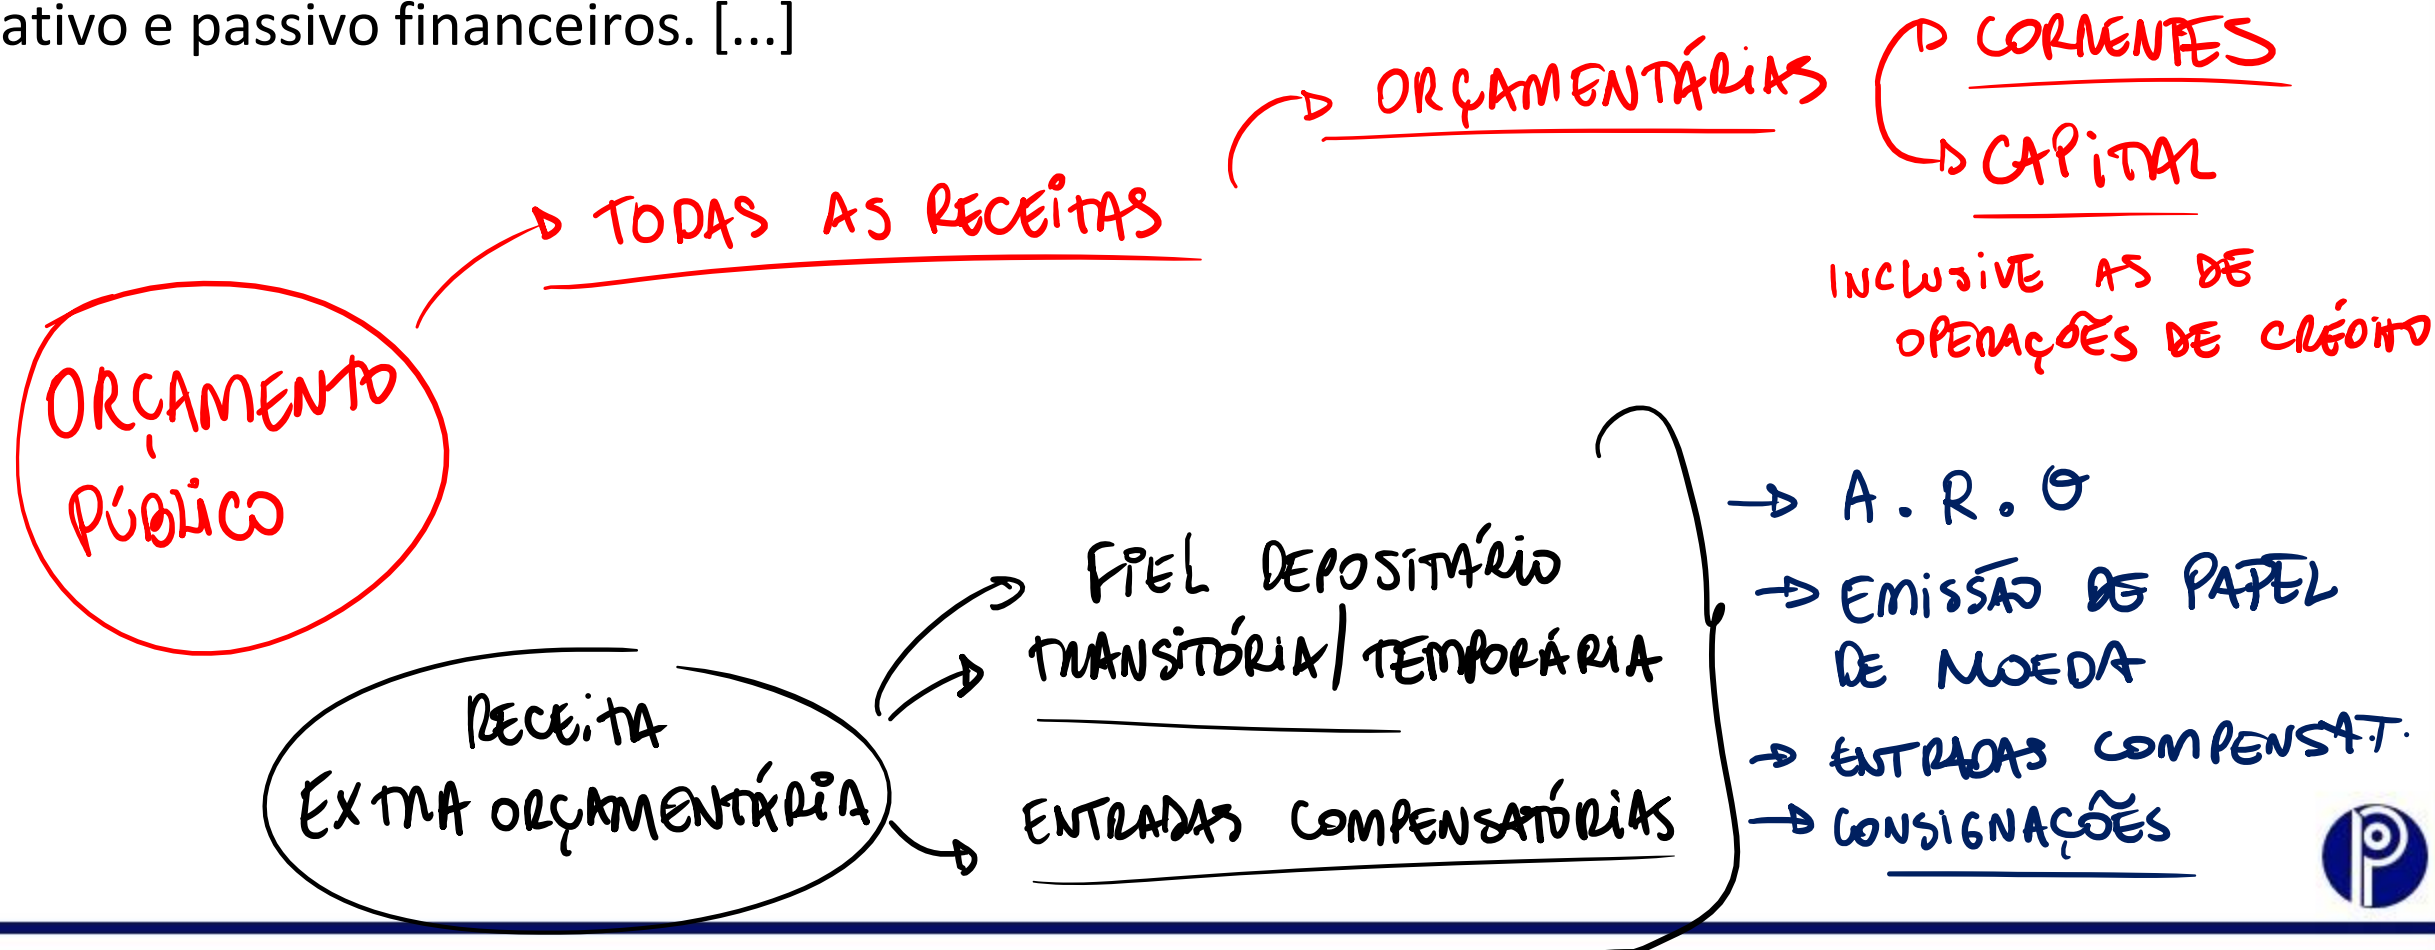 ativo e passivo financeiros. [...]
ORÇAMENTO
PÚBLICO
TODAS AS RECEITAS
ORÇAMENTÁRIAS
CORRENTES
CAPITAL
INCLUSIVE AS DE
OPERAÇÕES DE CRÉDITO
RECEITA
EXTRA ORÇAMENTÁRIA
FIEL DEPOSITÁRIO
TRANSITÓRIA/TEMPORÁRIA
ENTRADAS COMPENSATÓRIAS
A.R.O
EMISSÃO DE PAPEL
DE MOEDA
ENTRADAS COMPENSAT.
CONSIGNAÇÕES